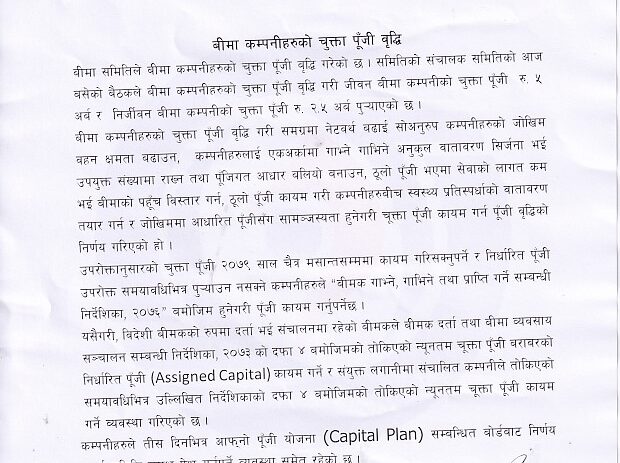 बीमा कम्पनीहरुको चुक्ता पूँजी वृद्धि
बीमा समितिले बीमा कम्पनीहरुको चुक्ता पूँजी वृद्धि गरेको छ । समितिको संचालक समितिको आज
बसेको बैठकले बीमा कम्पनीहरुको चुक्ता पूँजी वृद्धि गरी जीवन बीमा कम्पनीको चुक्ता पूँजी रु. ५
अर्व र निर्जीवन बीमा कम्पनीको चुक्ता पूँजी रु. २.५ अर्व पुर्‍याएको छ ।
बीमा कम्पनीहरुको चुक्ता पूँजी वृद्धि गरी समग्रमा नेटवर्थ बढाई सोअनुरुप कम्पनीहरुको जोखिम
वहन क्षमता बढाउन, कम्पनीहरुलाई एकअर्कामा गाभ्ने गाभिने अनुकुल वातावरण सिर्जना भई
उपयुक्त संख्यामा राख्न तथा पूंजिगत आधार वलियो बनाउन, ठूलो पूँजी भएमा सेवाको लागत कम
भई बीमाको पहुँच विस्तार गर्न, ठूलो पूँजी कायम गरी कम्पनीहरुवीच स्वस्थ्य प्रतिस्पर्धाको वातावरण
तयार गर्न र जोखिममा आधारित पूँजीसंग सामञ्जस्यता हुनेगरी चूक्ता पूँजी कायम गर्न पूँजी वृद्धिको
निर्णय गरिएको हो ।
उपरोक्तानुसारको चुक्ता पूँजी २०७९ साल चैत्र मसान्तसम्ममा कायम गरिसक्नुपर्ने र निर्धारित पूँजी
उपरोक्त समयावधिभित्र पुर्‍याउन नसक्ने कम्पनीहरुले "बीमक गाभ्ने, गाभिने तथा प्राप्ति गर्ने सम्बन्धी
निर्देशिका, २०७६" बमोजिम हुनेगरी पूँजी कायम गर्नुपर्नेछ ।
यसैगरी, विदेशी बीमकको रुपमा दर्ता भई संचालनमा रहेको बीमकले बीमक दर्ता तथा बीमा व्यवसाय
सञ्चालन सम्बन्धी निर्देशिका, २०७३ को दफा ४ बमोजिमको तोकिएको न्यूनतम चूक्ता पूँजी बराबरको
निर्धारित पूँजी (Assigned Capital) कायम गर्ने र संयुक्त लगानीमा संचालित कम्पनीले तोकिएको
समयावधिभित्र उल्लिखित निर्देशिकाको दफा ४ बमोजिमको तोकिएको न्यूनतम चूक्ता पूँजी कायम
गर्ने व्यवस्था गरिएको छ ।
कम्पनीहरुले तीस दिनभित्र आफ्नो पूँजी योजना (Capital Plan) सम्बन्धित वोर्डबाट निर्णय
व्यवस्था समेत रहेको छ ।